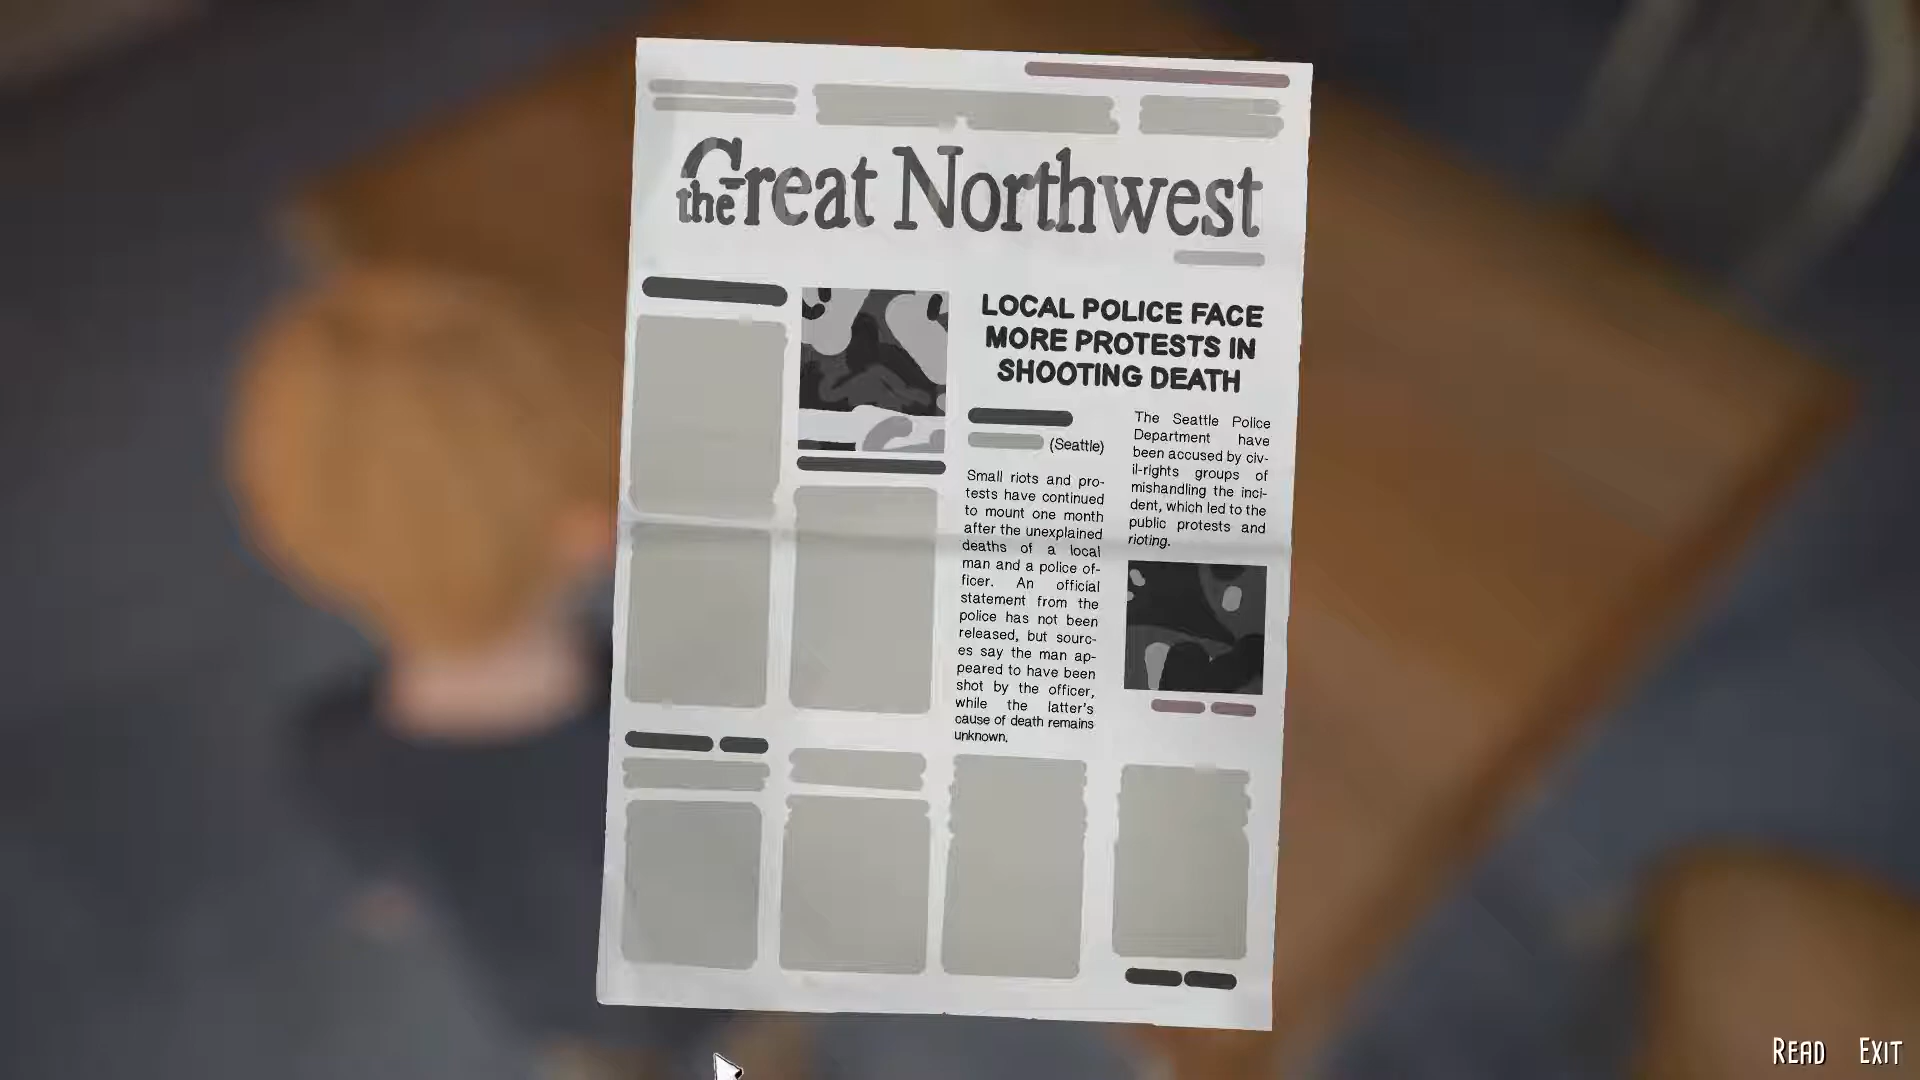 the Great Northwest
LOCAL POLICE FACE
MORE PROTESTS IN
SHOOTING DEATH
(Seattle)
Small riots and pro-
tests have continued
to mount one month
after the unexplained
deaths of a local
man and a police of-
ficer. An official
statement from the
police has not been
released, but sourc-
es say the man ap-
peared to have been
shot by the officer,
while the latter's
cause of death remains
unknown.
The Seattle Police
Department have
been accused by civ-
il-rights groups of
mishandling the inci-
dent, which led to the
public protests and
rioting.
READ EXIT